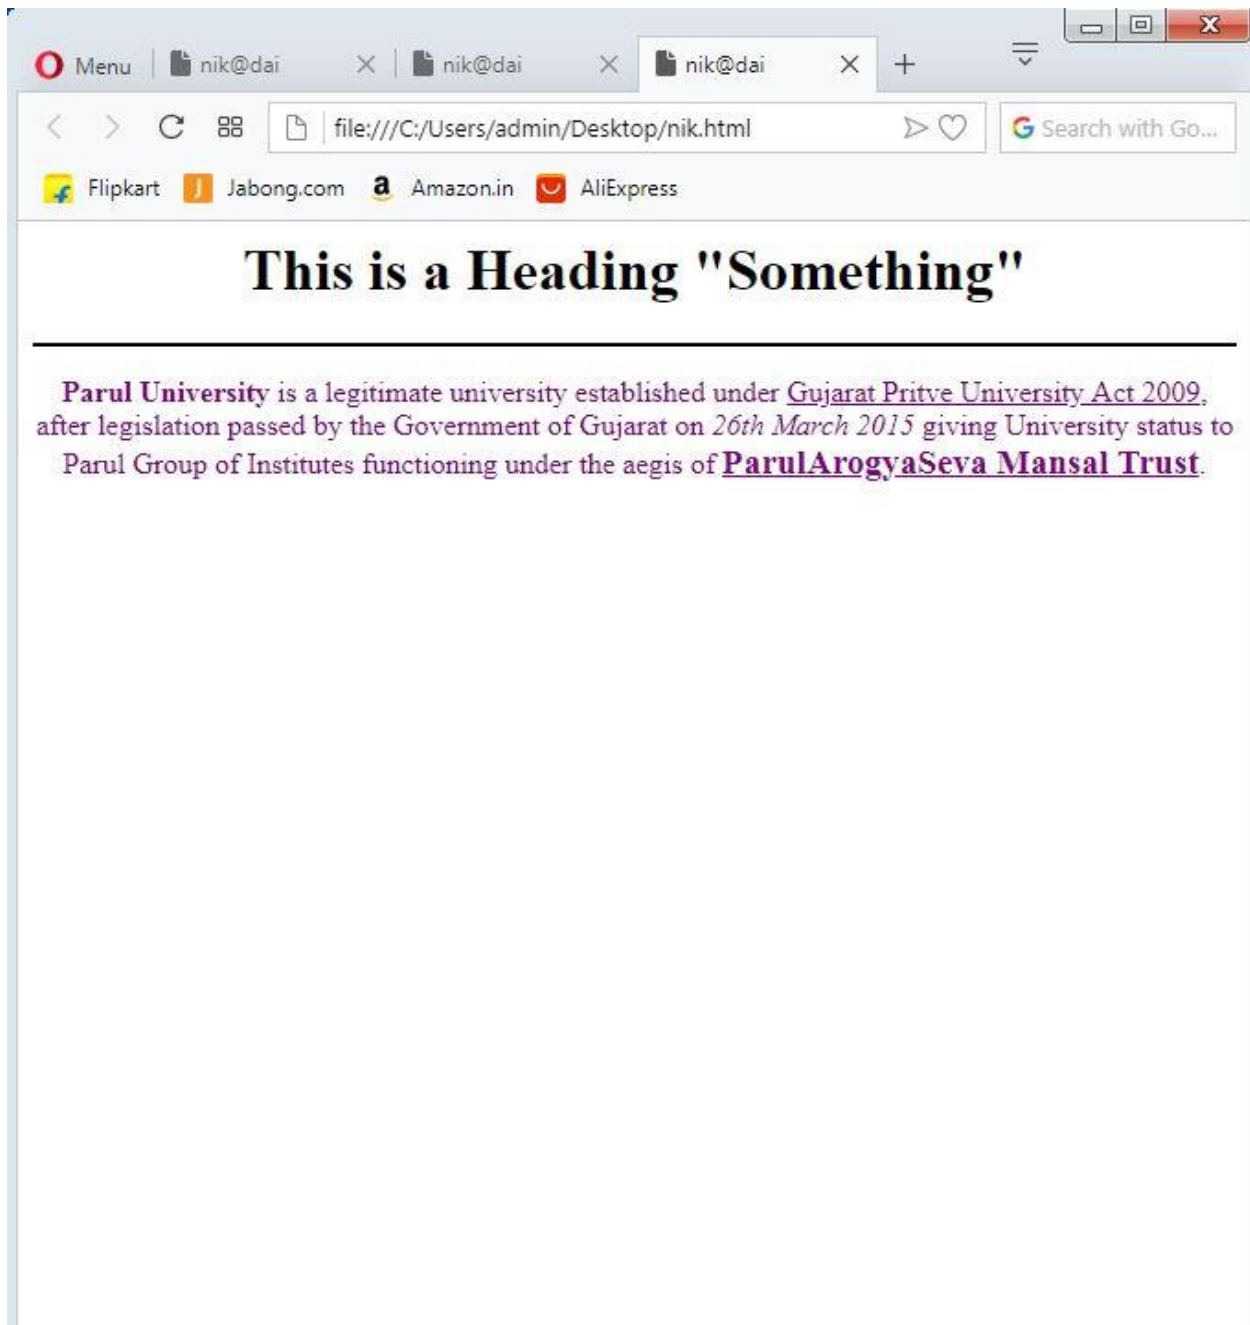 Menu nik@dai nik@dai nik@dai
file:///C:/Users/admin/Desktop/nik.html Search with Go...
Flipkart Jabong.com Amazon.in AliExpress
This is a Heading "Something"
Parul University is a legitimate university established under Gujarat Pritve University Act 2009,
after legislation passed by the Government of Gujarat on 26th March 2015 giving University status to
Parul Group of Institutes functioning under the aegis of ParulArogyaSeva Mansal Trust.